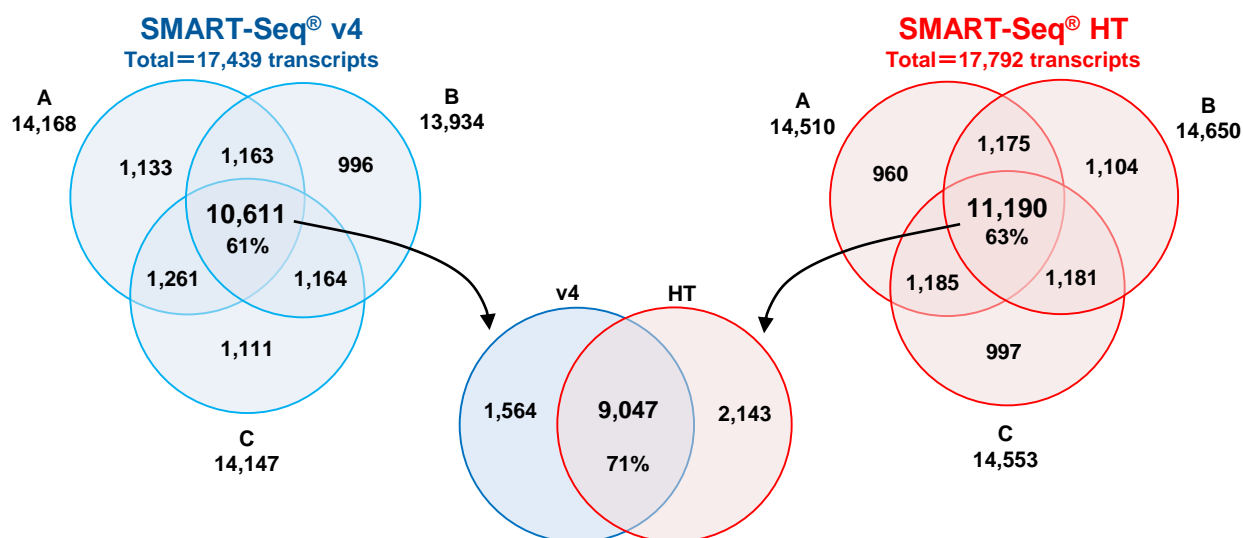 SMART-Seq® v4
Total=17,439 transcripts
A
14,168
B
13,934
1,133
1,163
996
10,611
61%
1,261
1,164
1,111
C
14,147
SMART-Seq® HT
Total=17,792 transcripts
A
14,510
B
14,650
960
1,175
1,104
11,190
63%
1,185
1,181
997
C
14,553
v4
HT
1,564
9,047
2,143
71%